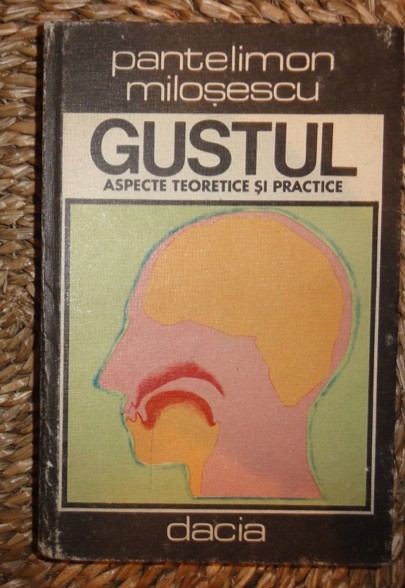 pantelimon
miloșescu
GUSTUL
ASPECTE TEORETICE ȘI PRACTICE
dacia